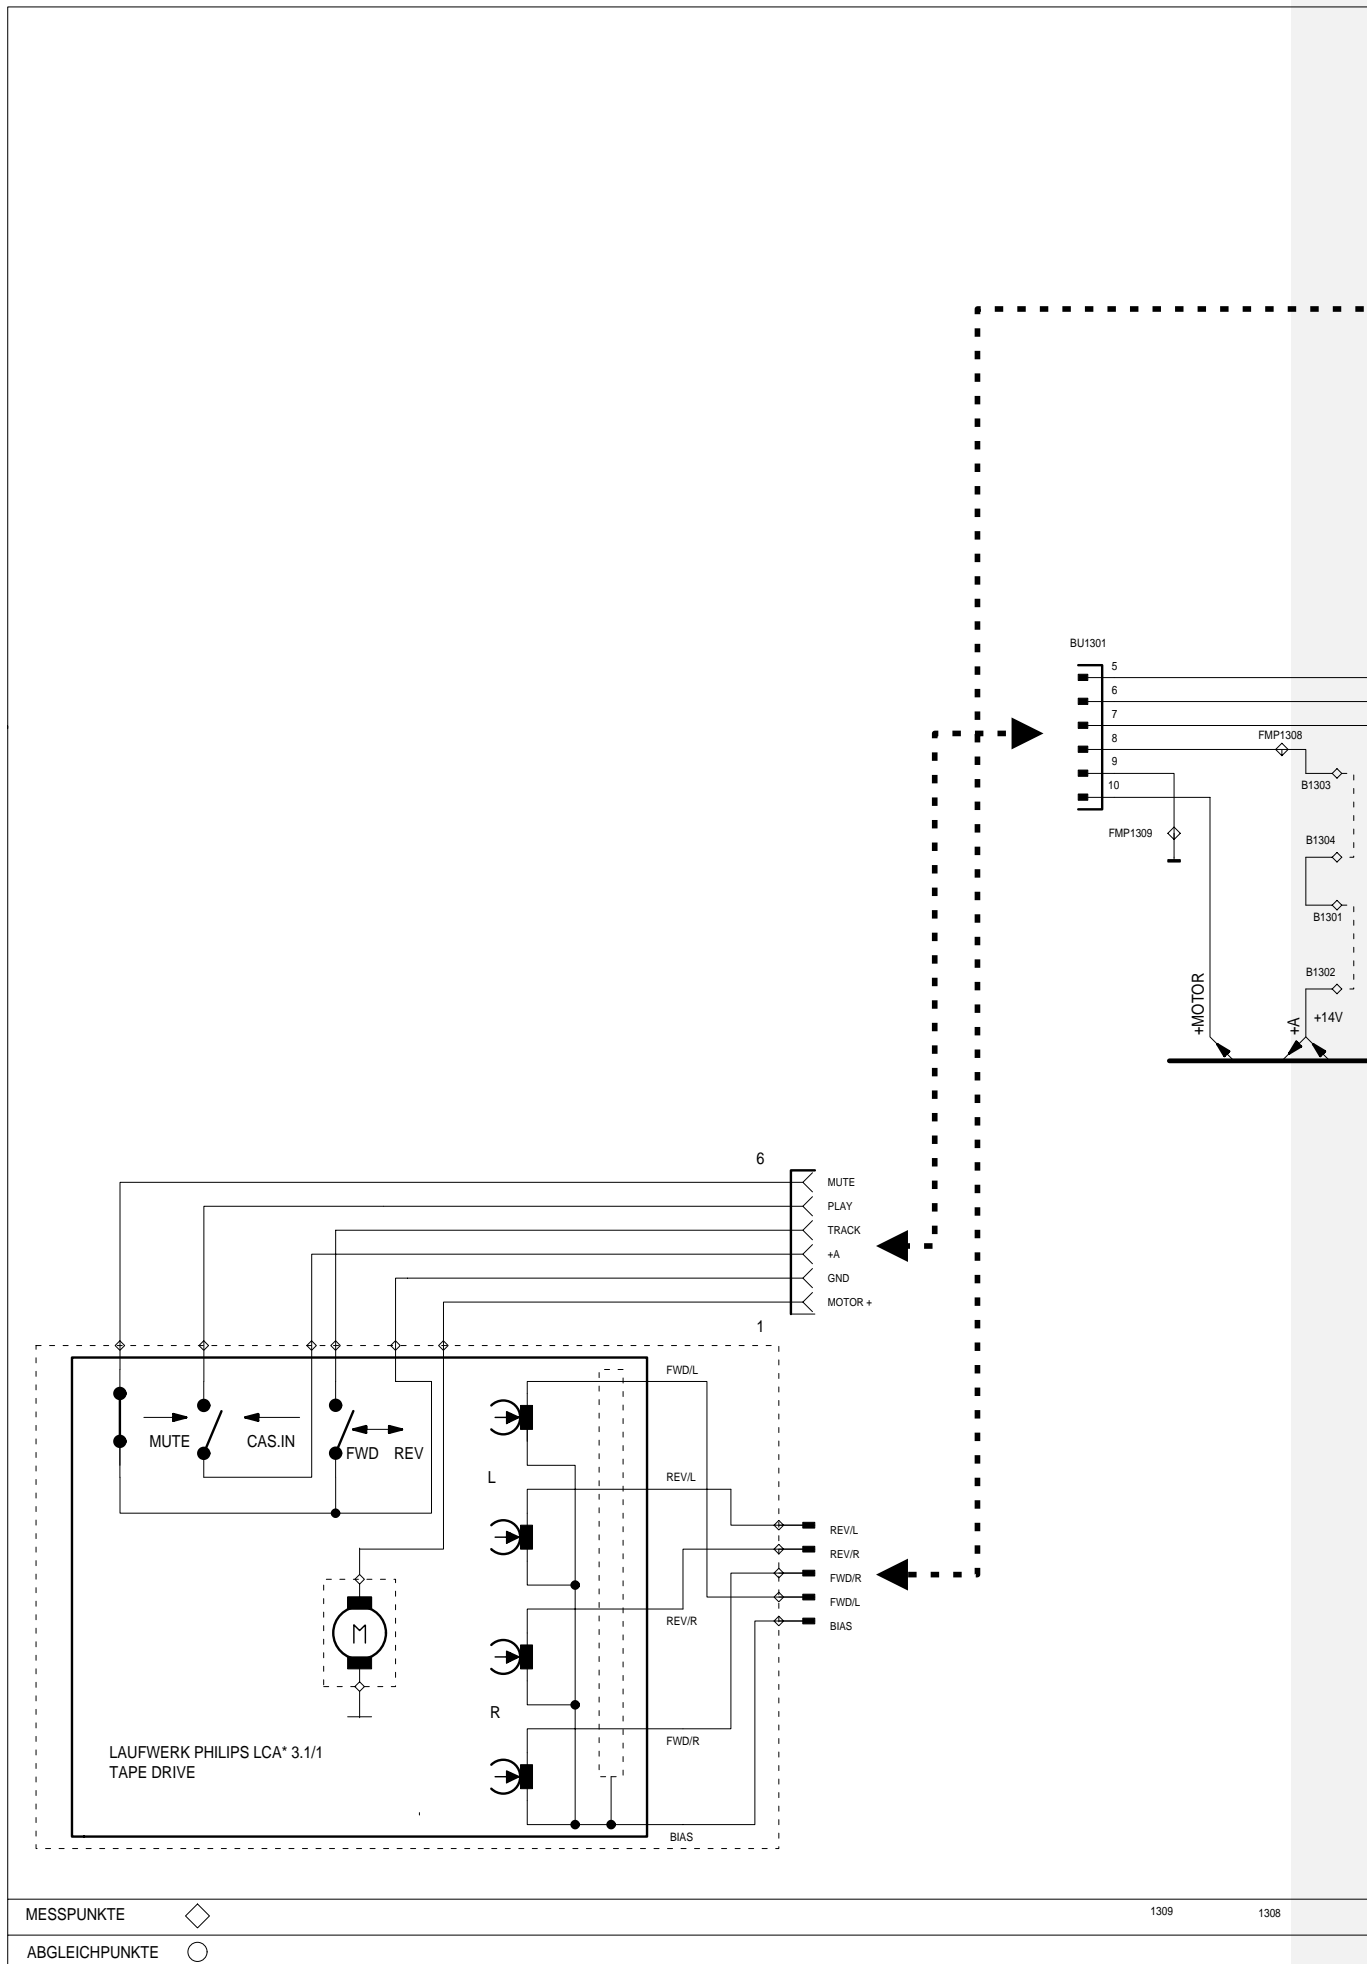 BU1301
5
6
7
8
9
10
FMP1308
B1303
FMP1309
B1304
B1301
B1302
+MOTOR
+A
+14V
6
MUTE
PLAY
TRACK
+A
GND
MOTOR +
1
FWD/L
MUTE
CAS.IN
FWD REV
L
REV/L
REV/L
REV/R
FWD/R
FWD/L
BIAS
REV/R
M
R
FWD/R
LAUFWERK PHILIPS LCA* 3.1/1
TAPE DRIVE
BIAS
MESSPUNKTE
1309
1308
ABGLEICHPUNKTE